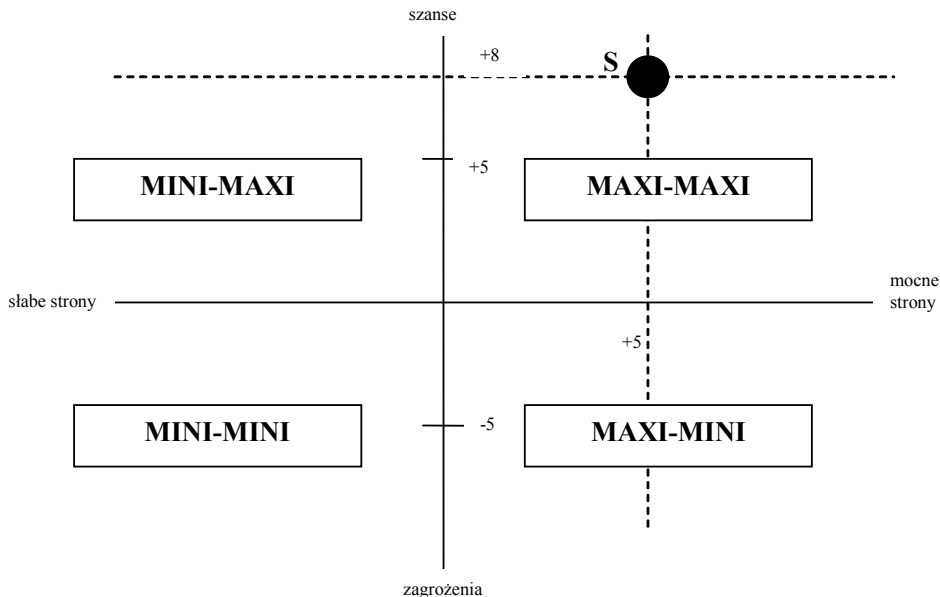 szanse
+8
S
+5
MINI-MAXI
MAXI-MAXI
słabe strony
mocne
strony
+5
MINI-MINI
-5
MAXI-MINI
zagrożenia